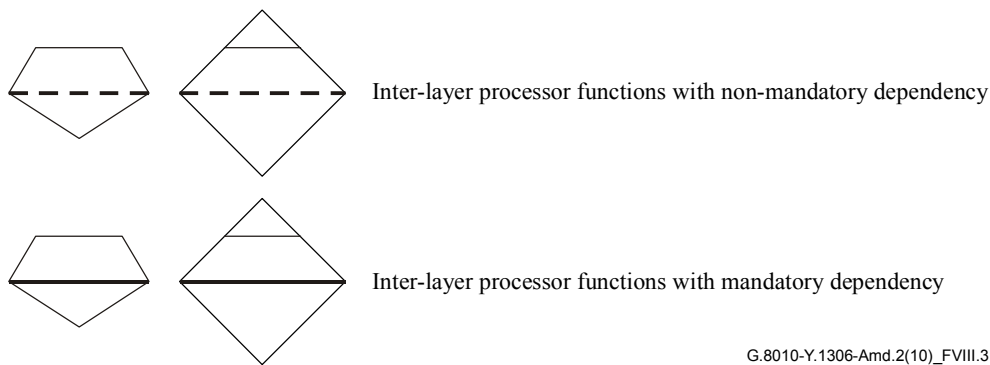 Inter-layer processor functions with non-mandatory dependency
Inter-layer processor functions with mandatory dependency
G.8010-Y.1306-Amd.2(10)_FVIII.3